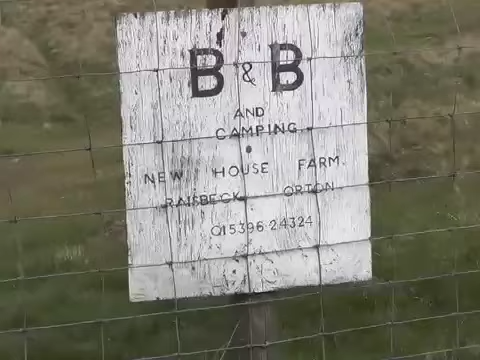 B & B
AND
CAMPING.
NEW HOUSE FARM.
RAISBECK ORTON.
015396 24324